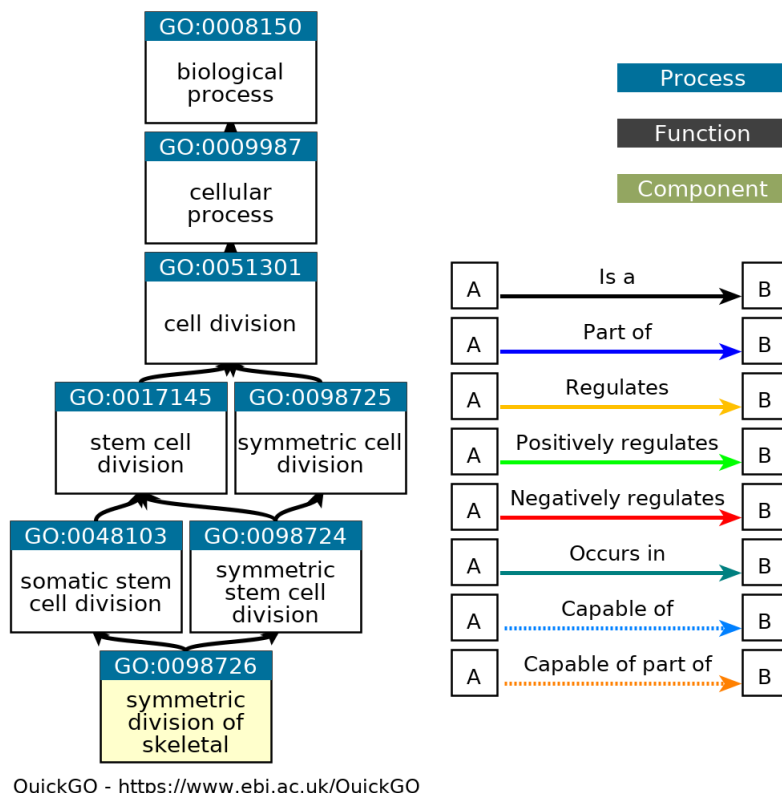 GO:0008150
biological
process
GO:0009987
cellular
process
GO:0051301
cell division
GO:0017145
stem cell
division
GO:0098725
symmetric cell
division
GO:0048103
somatic stem
cell division
GO:0098724
symmetric
stem cell
division
GO:0098726
symmetric
division of
skeletal
QuickGO - https://www.ebi.ac.uk/QuickGO
Process
Function
Component
A Is a B
A Part of B
A Regulates B
A Positively regulates B
A Negatively regulates B
A Occurs in B
A Capable of B
A Capable of part of B